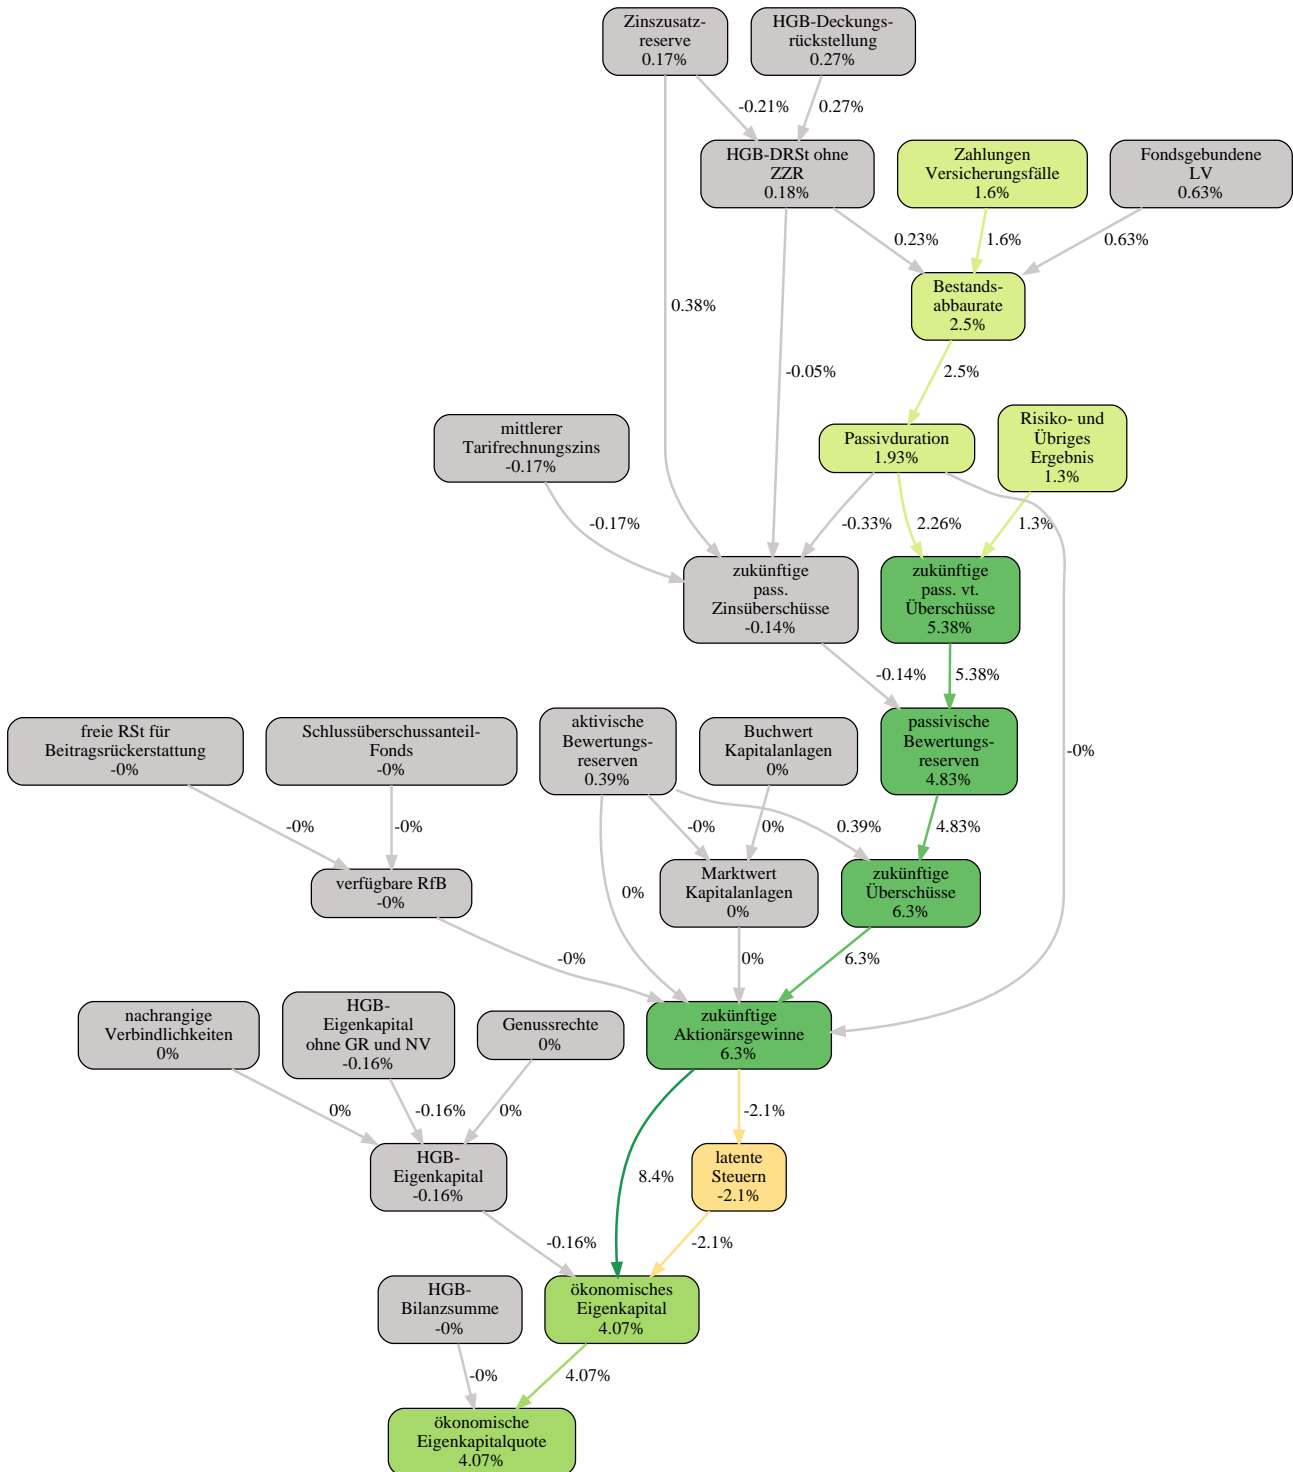 Zinszusatz-
reserve
0.17%
HGB-Deckungs-
rückstellung
0.27%
-0.21%
0.27%
HGB-DRSt ohne
ZZR
0.18%
Zahlungen
Versicherungsfälle
1.6%
Fondsgebundene
LV
0.63%
0.23%
1.6%
0.63%
Bestands-
abbaurate
2.5%
0.38%
-0.05%
2.5%
mittlerer
Tarifrechnungszins
-0.17%
Passivduration
1.93%
Risiko- und
Übriges
Ergebnis
1.3%
-0.17%
-0.33%
2.26%
1.3%
zukünftige
pass.
Zinsüberschüsse
-0.14%
zukünftige
pass. vt.
Überschüsse
5.38%
-0.14%
5.38%
freie RSt für
Beitragsrückerstattung
-0%
Schlussüberschussanteil-
Fonds
-0%
aktivische
Bewertungs-
reserven
0.39%
Buchwert
Kapitalanlagen
0%
passivische
Bewertungs-
reserven
4.83%
-0%
-0%
-0%
-0%
0%
0.39%
4.83%
verfügbare RfB
-0%
0%
Marktwert
Kapitalanlagen
0%
zukünftige
Überschüsse
6.3%
-0%
0%
6.3%
nachrangige
Verbindlichkeiten
0%
HGB-
Eigenkapital
ohne GR und NV
-0.16%
Genussrechte
0%
zukünftige
Aktionärsgewinne
6.3%
0%
-0.16%
0%
-2.1%
HGB-
Eigenkapital
-0.16%
8.4%
latente
Steuern
-2.1%
-0.16%
-2.1%
HGB-
Bilanzsumme
-0%
ökonomisches
Eigenkapital
4.07%
-0%
4.07%
ökonomische
Eigenkapitalquote
4.07%